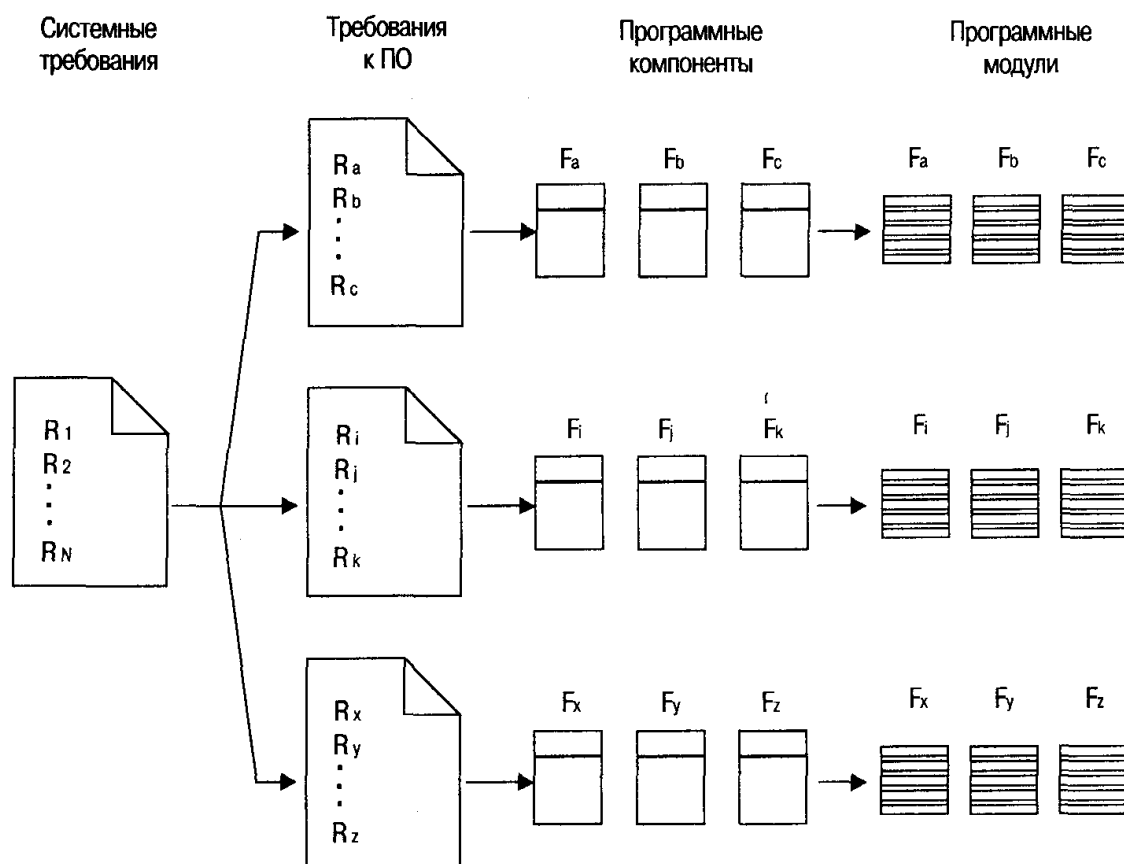 Системные
требования
Требования
к ПО
Программные
компоненты
Программные
модули
Ra
Rb
Rc
Fa Fb Fc
Fa Fb Fc
R1
R2
RN
Ri
Rj
Rk
Fi Fj Fk
Fi Fj Fk
Rx
Ry
Rz
Fx Fy Fz
Fx Fy Fz